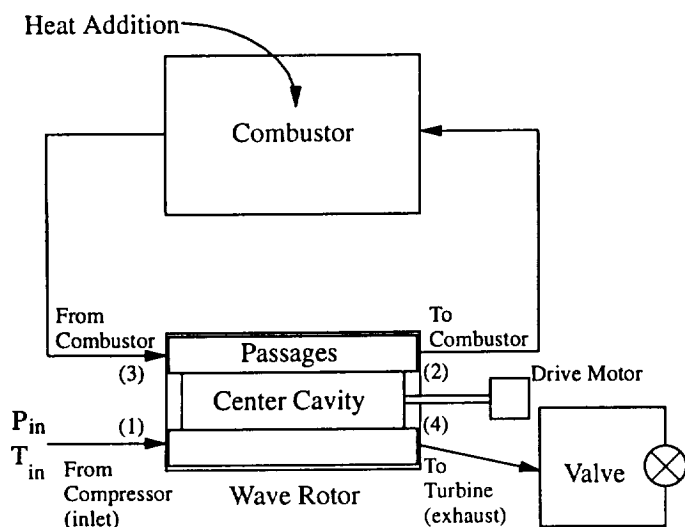 Heat Addition
Combustor
From
Combustor
(3)
To
Combustor
(2)
Passages
Center Cavity
Drive Motor
P_in
T_in
(1)
From
Compressor
(inlet)
(4)
To
Turbine
(exhaust)
Valve
Wave Rotor